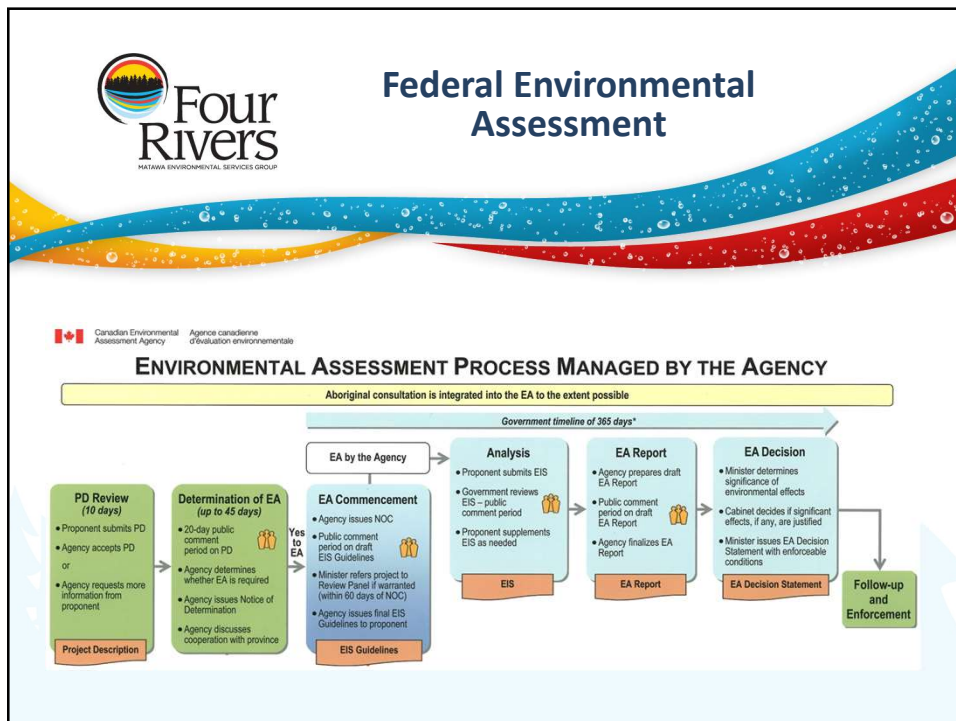 Four
Rivers
MATAWA ENVIRONMENTAL SERVICES GROUP
Federal Environmental
Assessment
Canadian Environmental
Assessment Agency
Agence canadienne
d'évaluation environnementale
ENVIRONMENTAL ASSESSMENT PROCESS MANAGED BY THE AGENCY
Aboriginal consultation is integrated into the EA to the extent possible
Government timeline of 365 days*
PD Review
(10 days)
• Proponent submits PD
• Agency accepts PD
or
• Agency requests more
information from
proponent
Project Description
Determination of EA
(up to 45 days)
• 20-day public
comment
period on PD
• Agency determines
whether EA is required
• Agency issues Notice of
Determination
• Agency discusses
cooperation with province
Yes
to
EA
EA by the Agency
EA Commencement
• Agency issues NOC
• Public comment
period on draft
EIS Guidelines
• Minister refers project to
Review Panel if warranted
(within 60 days of NOC)
• Agency issues final EIS
Guidelines to proponent
EIS Guidelines
Analysis
• Proponent submits EIS
• Government reviews
EIS – public
comment period
• Proponent supplements
EIS as needed
EIS
EA Report
• Agency prepares draft
EA Report
• Public comment
period on draft
EA Report
• Agency finalizes EA
Report
EA Report
EA Decision
• Minister determines
significance of
environmental effects
• Cabinet decides if significant
effects, if any, are justified
• Minister issues EA Decision
Statement with enforceable
conditions
EA Decision Statement
Follow-up
and
Enforcement